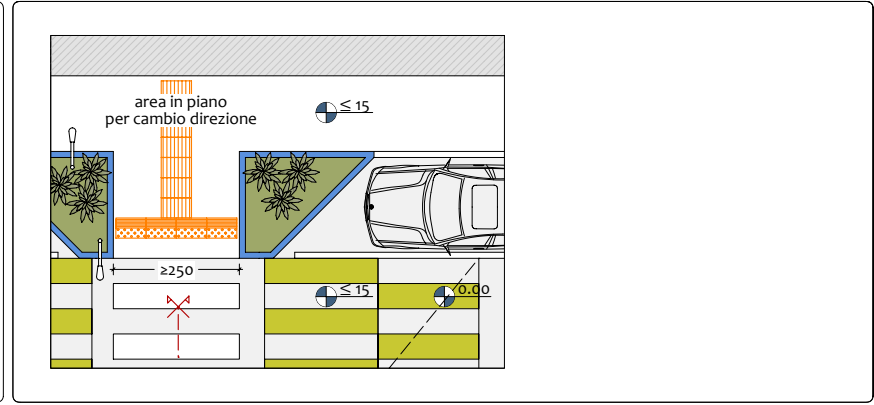 area in piano
per cambio direzione
≤ 15
≥250
≤ 15
0.00